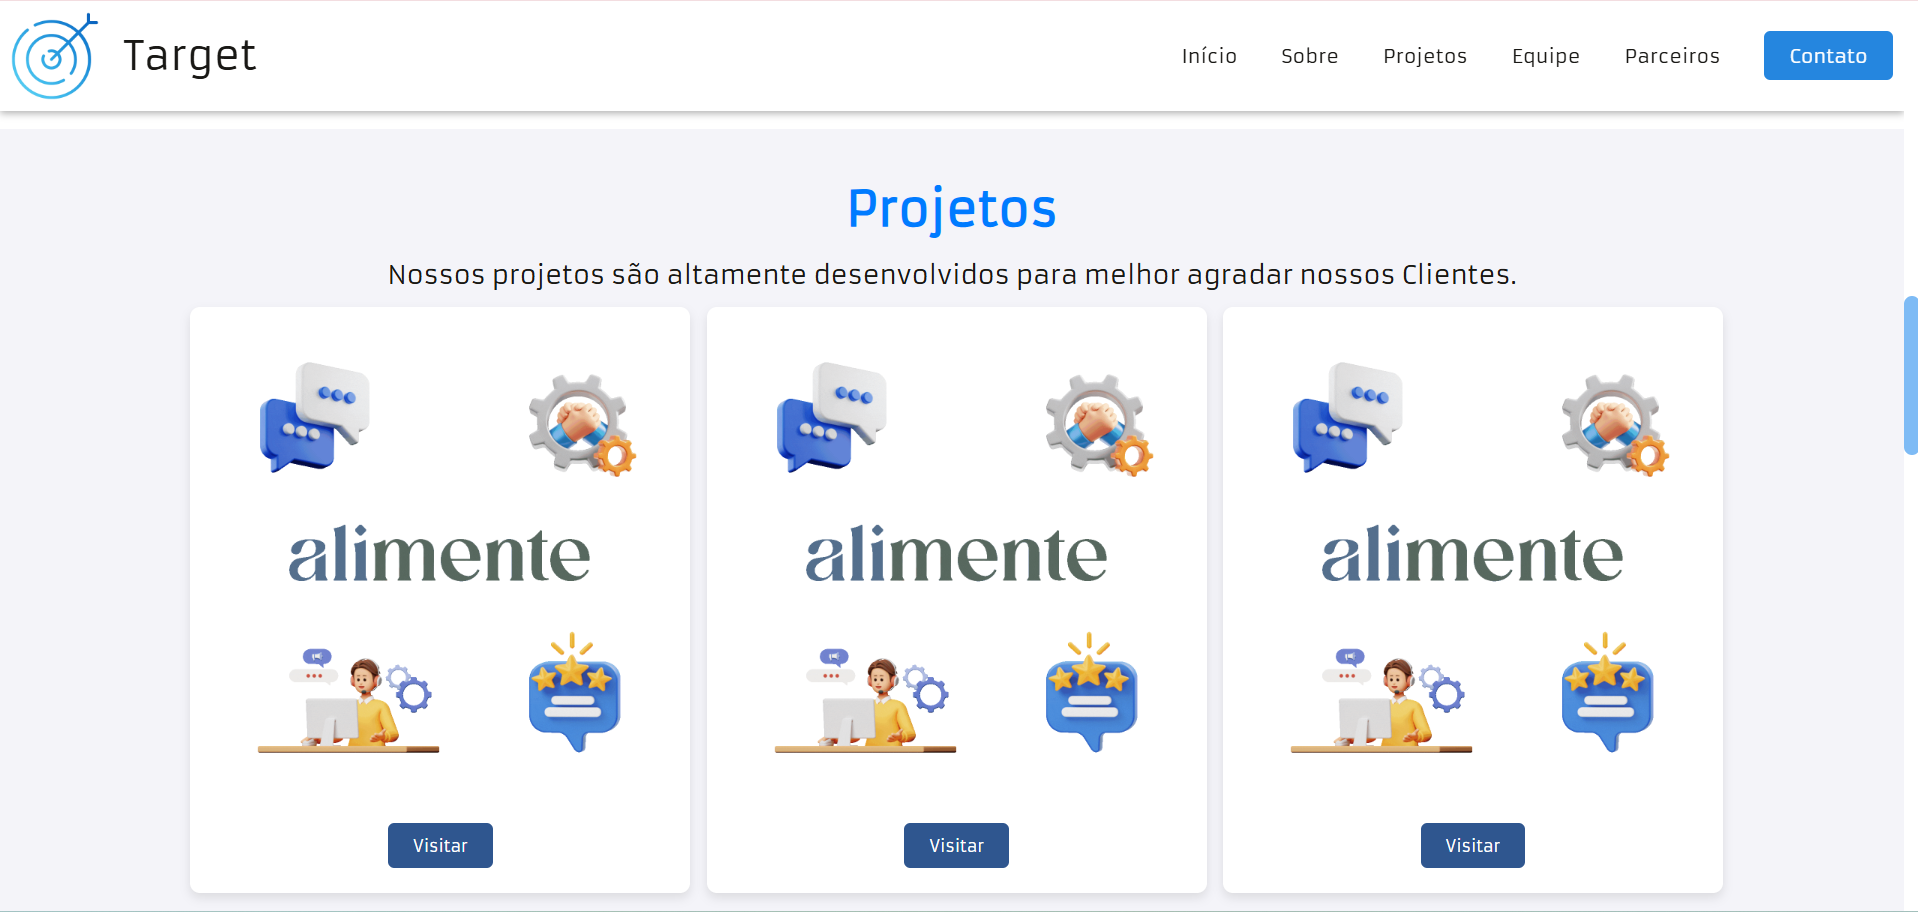 Target
Início Sobre Projetos Equipe Parceiros Contato
Projetos
Nossos projetos são altamente desenvolvidos para melhor agradar nossos Clientes.
alimente alimente alimente
Visitar Visitar Visitar